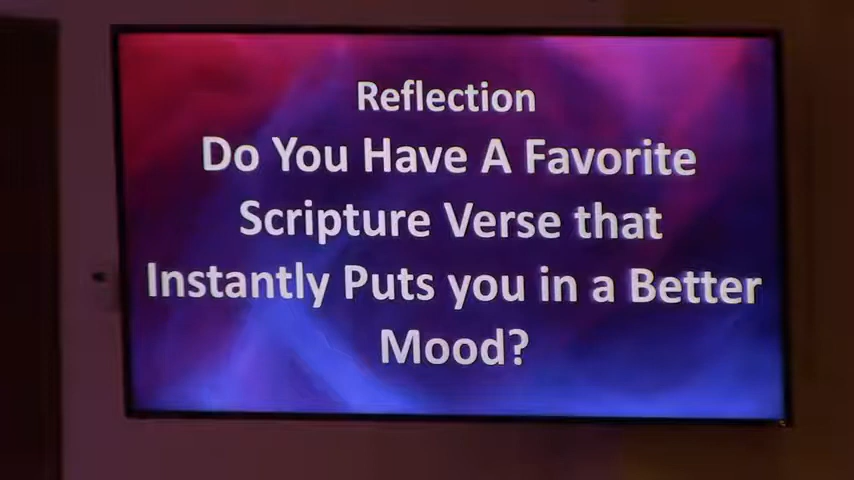 Reflection
Do You Have A Favorite
Scripture Verse that
Instantly Puts you in a Better
Mood?